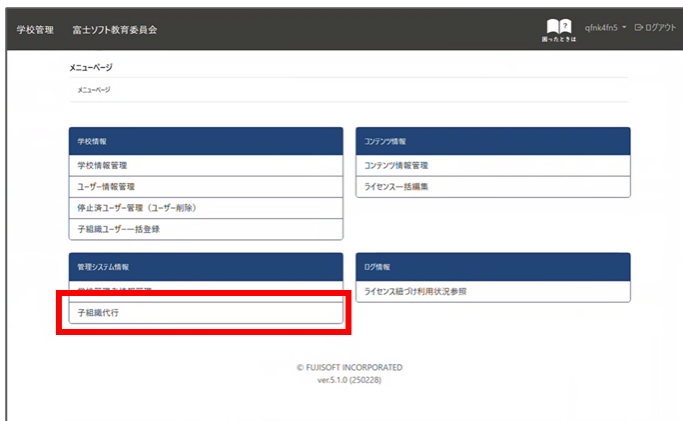 学校管理 富士ソフト教育委員会
困ったときは
qfnk4fn5 ログアウト
メニューページ
メニューページ
学校情報
学校情報管理
ユーザー情報管理
停止済ユーザー管理（ユーザー削除）
子組織ユーザー一括登録
コンテンツ情報
コンテンツ情報管理
ライセンス一括編集
管理システム情報
子組織代行
ログ情報
ライセンス紐づけ利用状況参照
© FUJISOFT INCORPORATED
ver.5.1.0 (250228)